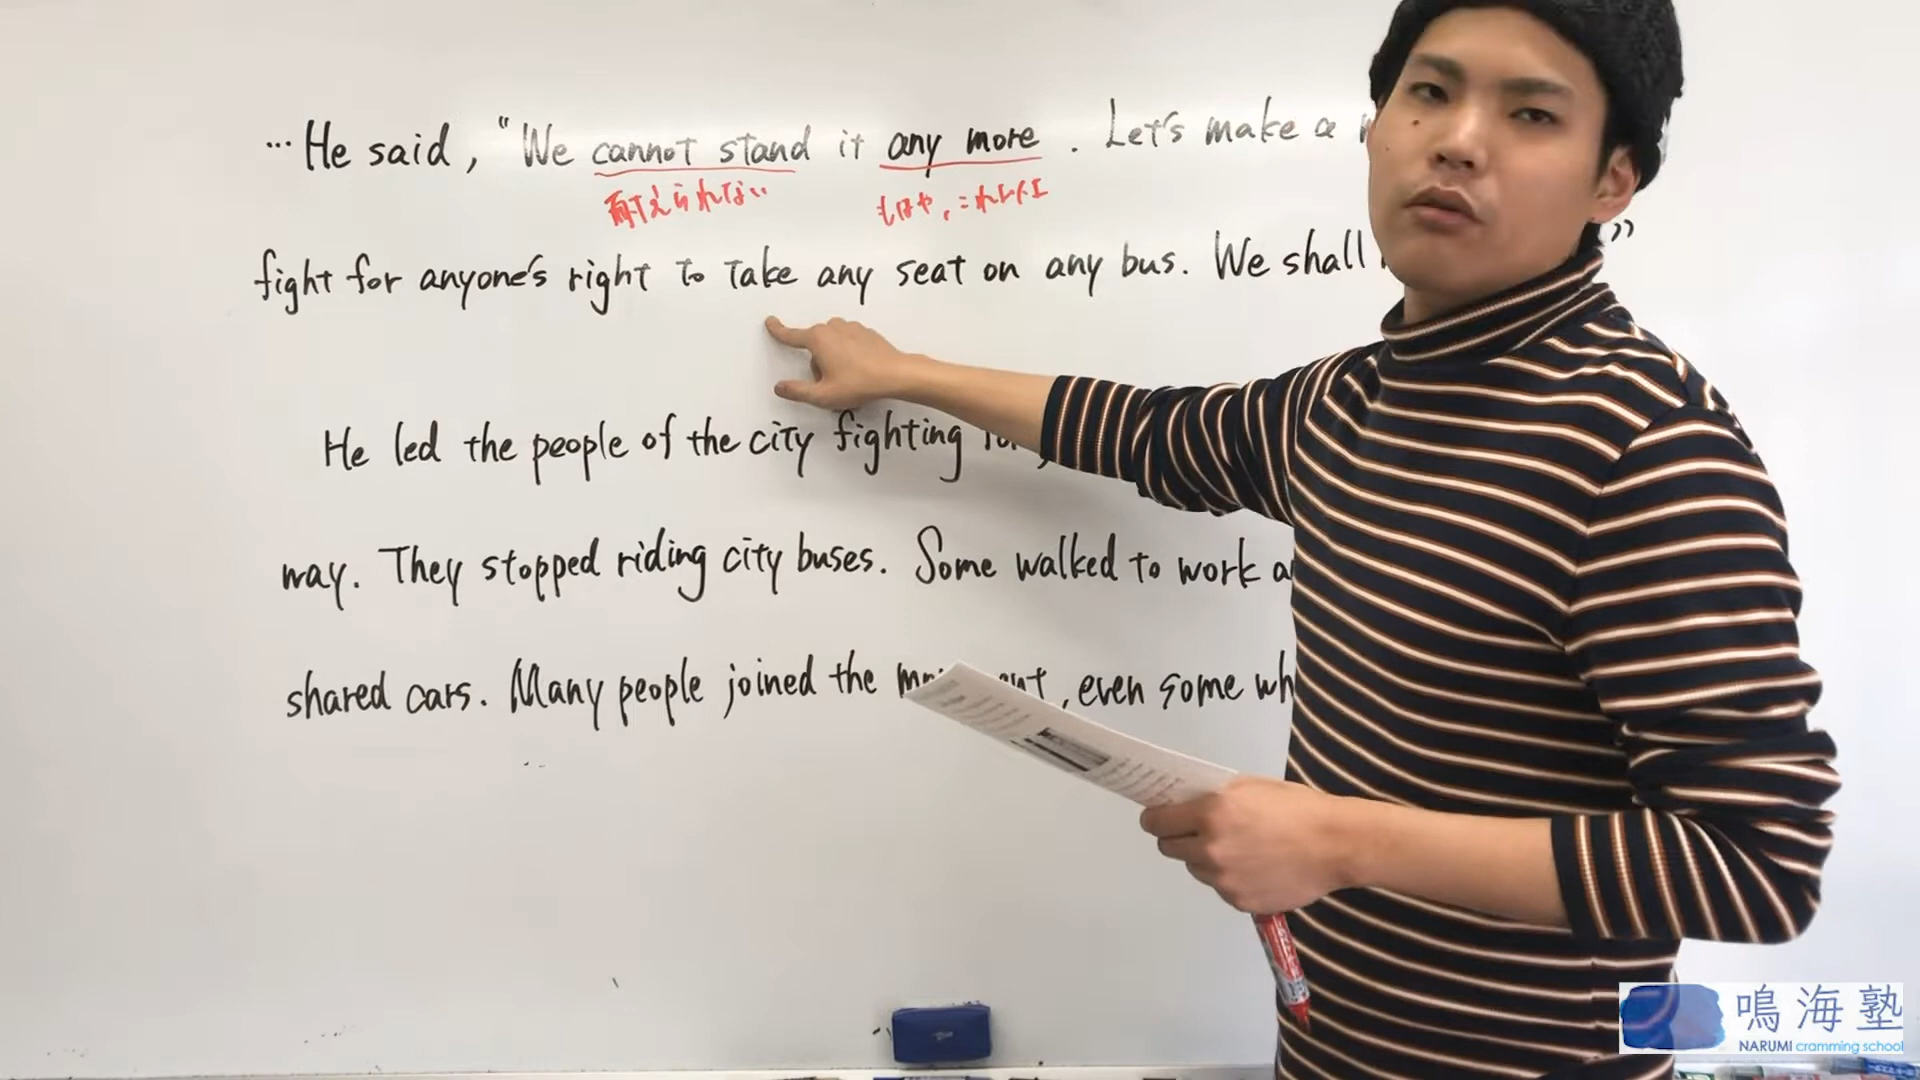 … He said, “We cannot stand it any more. Let's make a
耐えられない もはや, これ以上
fight for anyone's right to take any seat on any bus. We shall ”
He led the people of the city fighting
way. They stopped riding city buses. Some walked to work
shared cars. Many people joined the , even some
鳴海塾
NARUMI cramming school